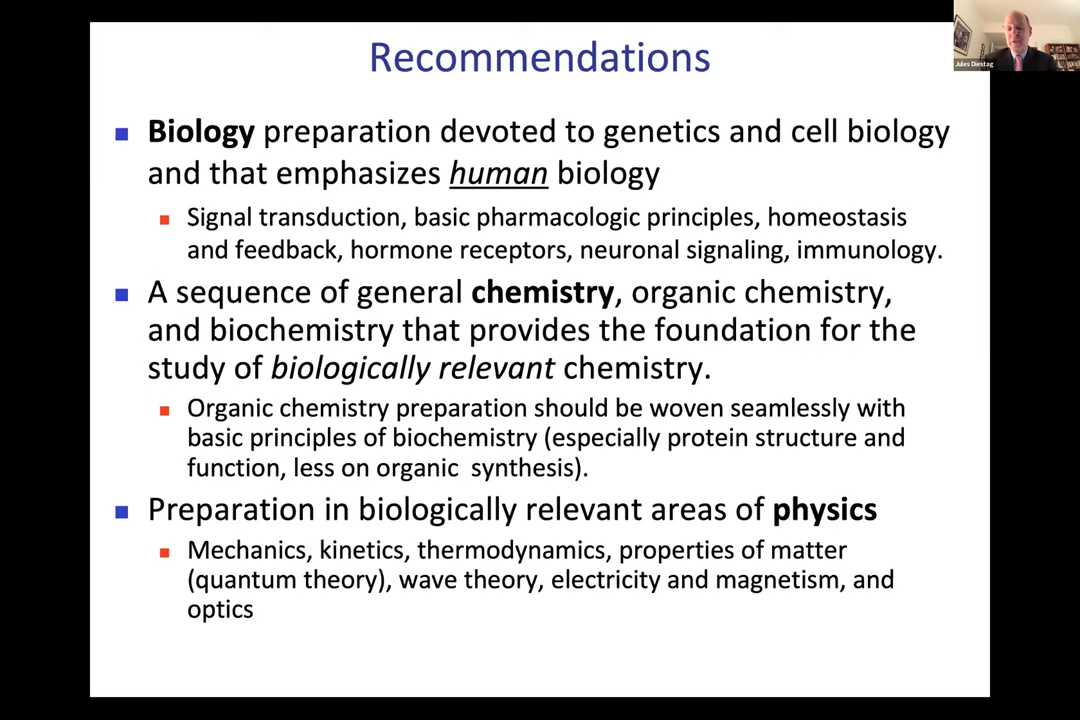 Recommendations
Jules Dienstag
Biology preparation devoted to genetics and cell biology
and that emphasizes human biology
Signal transduction, basic pharmacologic principles, homeostasis
and feedback, hormone receptors, neuronal signaling, immunology.
A sequence of general chemistry, organic chemistry,
and biochemistry that provides the foundation for the
study of biologically relevant chemistry.
Organic chemistry preparation should be woven seamlessly with
basic principles of biochemistry (especially protein structure and
function, less on organic synthesis).
Preparation in biologically relevant areas of physics
Mechanics, kinetics, thermodynamics, properties of matter
(quantum theory), wave theory, electricity and magnetism, and
optics